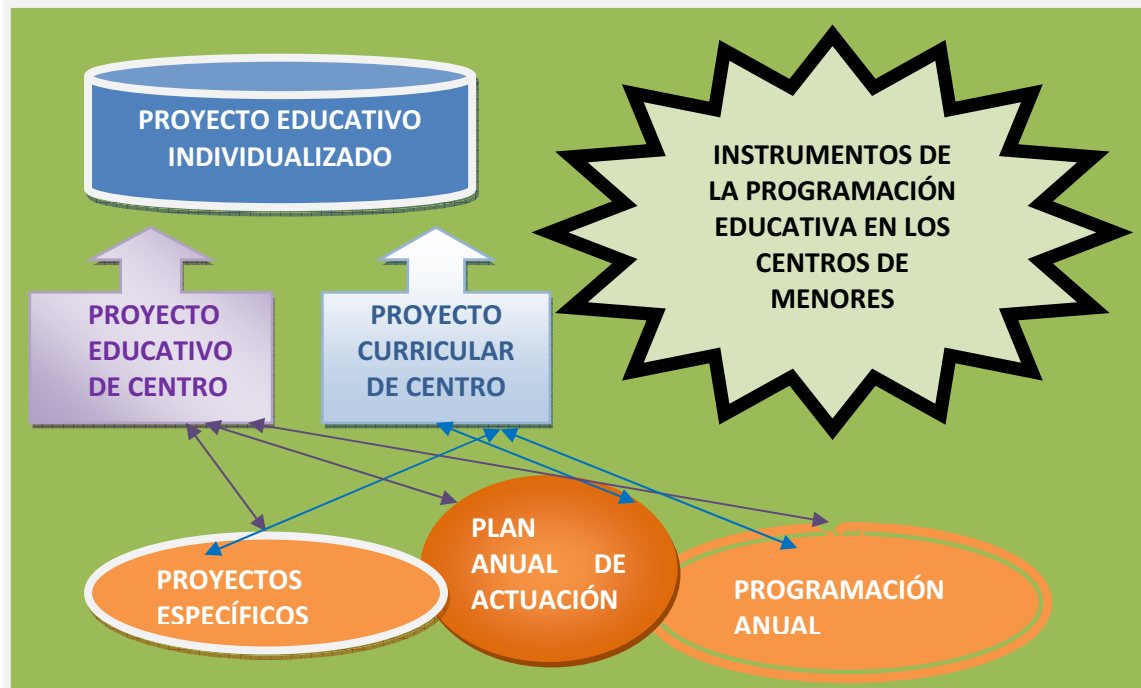 PROYECTO EDUCATIVO
INDIVIDUALIZADO
INSTRUMENTOS DE
LA PROGRAMACIÓN
EDUCATIVA EN LOS
CENTROS DE
MENORES
PROYECTO
EDUCATIVO
DE CENTRO
PROYECTO
CURRICULAR
DE CENTRO
PLAN
ANUAL DE
ACTUACIÓN
PROYECTOS
ESPECÍFICOS
PROGRAMACIÓN
ANUAL